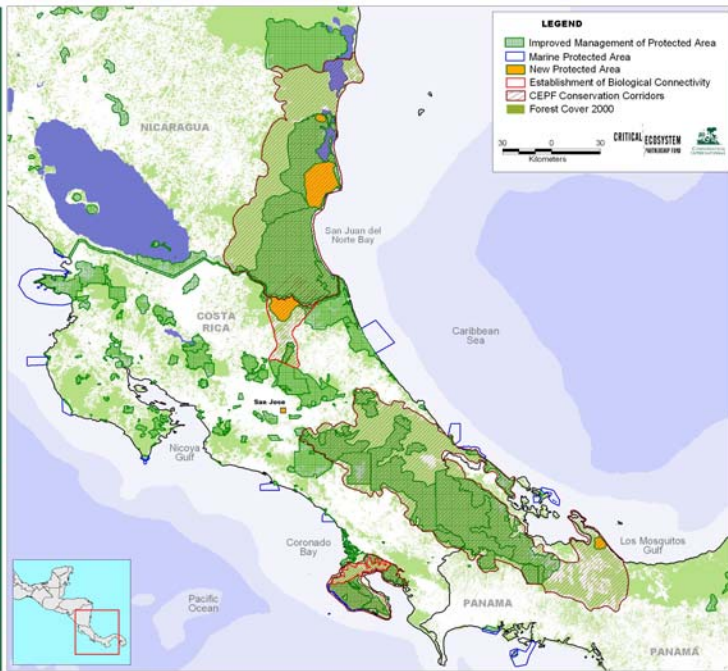 LEGEND
Improved Management of Protected Area
Marine Protected Area
New Protected Area
Establishment of Biological Connectivity
CEPF Conservation Corridors
Forest Cover 2000
30 0 30
Kilometers
CRITICAL ECOSYSTEM
PARTNERSHIP FUND
CONSERVATION
INTERNATIONAL
NICARAGUA
San Juan del
Norte Bay
COSTA
RICA
Caribbean
Sea
San Jose
Nicoya
Gulf
Coronado
Bay
Los Mosquitos
Gulf
Pacific
Ocean
PANAMA
PANAMA